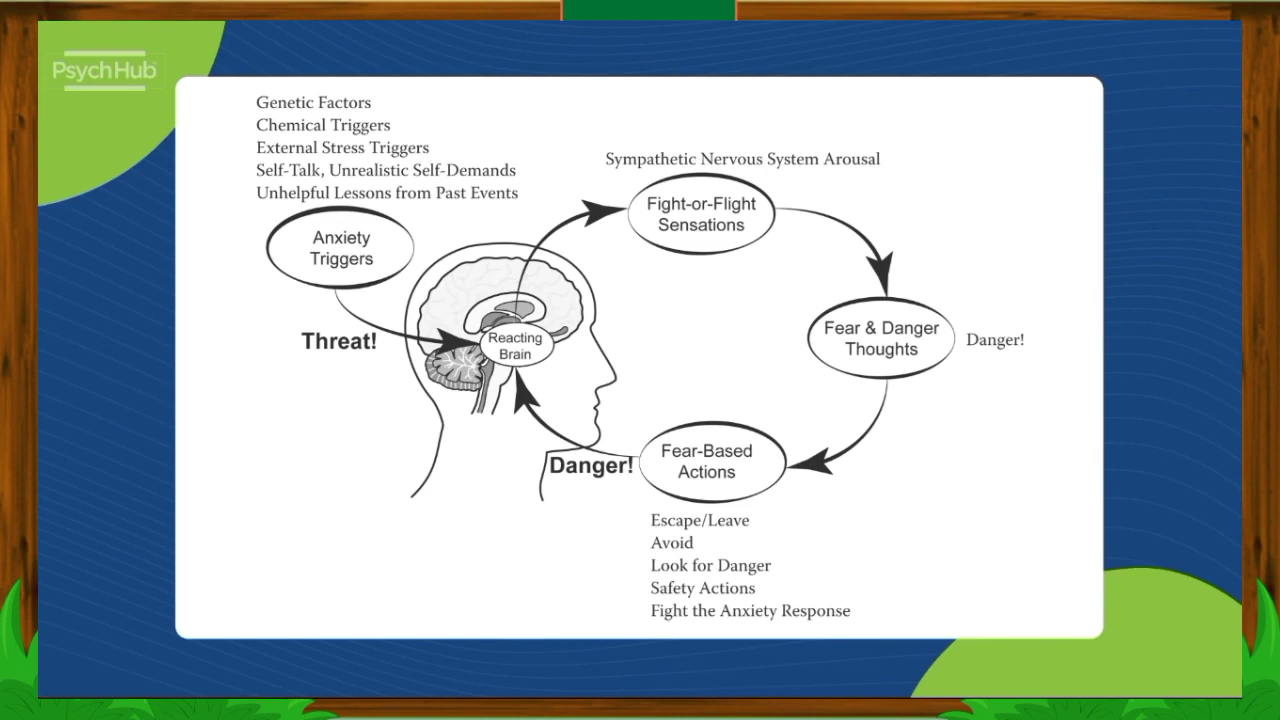 PsychHub
Genetic Factors
Chemical Triggers
External Stress Triggers
Self-Talk, Unrealistic Self-Demands
Unhelpful Lessons from Past Events
Anxiety
Triggers
Threat!
Reacting
Brain
Sympathetic Nervous System Arousal
Fight-or-Flight
Sensations
Fear & Danger
Thoughts
Danger!
Fear-Based
Actions
Danger!
Escape/Leave
Avoid
Look for Danger
Safety Actions
Fight the Anxiety Response